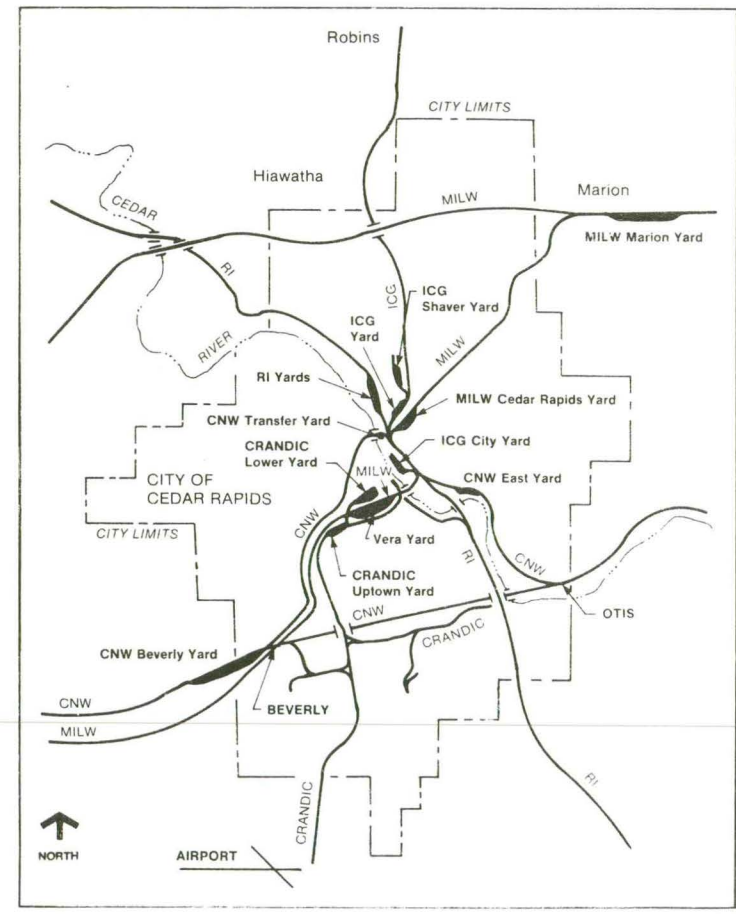 Robins
CITY LIMITS
Hiawatha
MILW
Marion
CEDAR
MILW Marion Yard
RI
ICG
ICG
Shaver Yard
ICG
Yard
RIVER
MILW
RI Yards
MILW Cedar Rapids Yard
CNW Transfer Yard
ICG City Yard
CRANDIC
Lower Yard
MILW
CNW East Yard
CITY OF
CEDAR RAPIDS
CNW
CITY LIMITS
Vera Yard
RI
CNW
CRANDIC
Uptown Yard
OTIS
CNW
CRANDIC
CNW Beverly Yard
BEVERLY
CNW
MILW
RI
CRANDIC
NORTH
AIRPORT